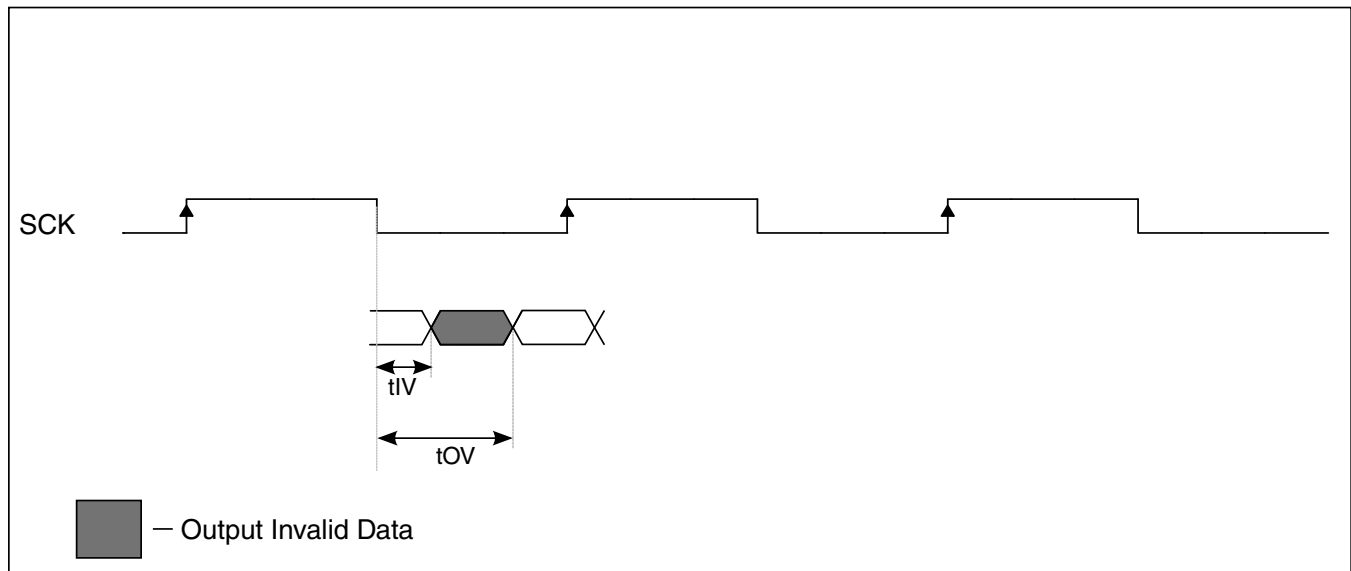 SCK
tIV
tOV
– Output Invalid Data